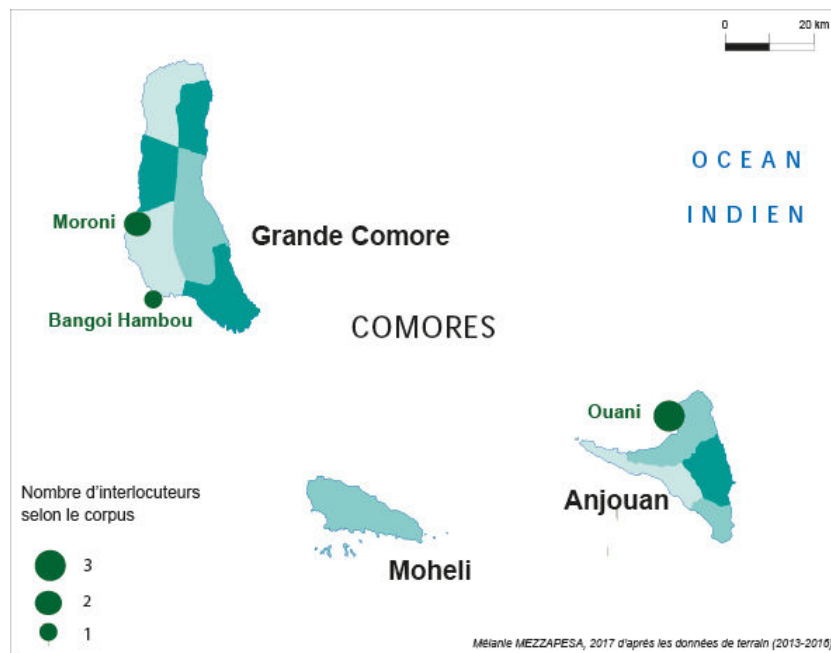 0 20 km
OCEAN
INDIEN
Moroni
Grande Comore
Bangoi Hambou
COMORES
Ouani
Nombre d'interlocuteurs
selon le corpus
Anjouan
3
Moheli
2
1
Mélanie MEZZAPESA, 2017 d'après les données de terrain (2013-2016)